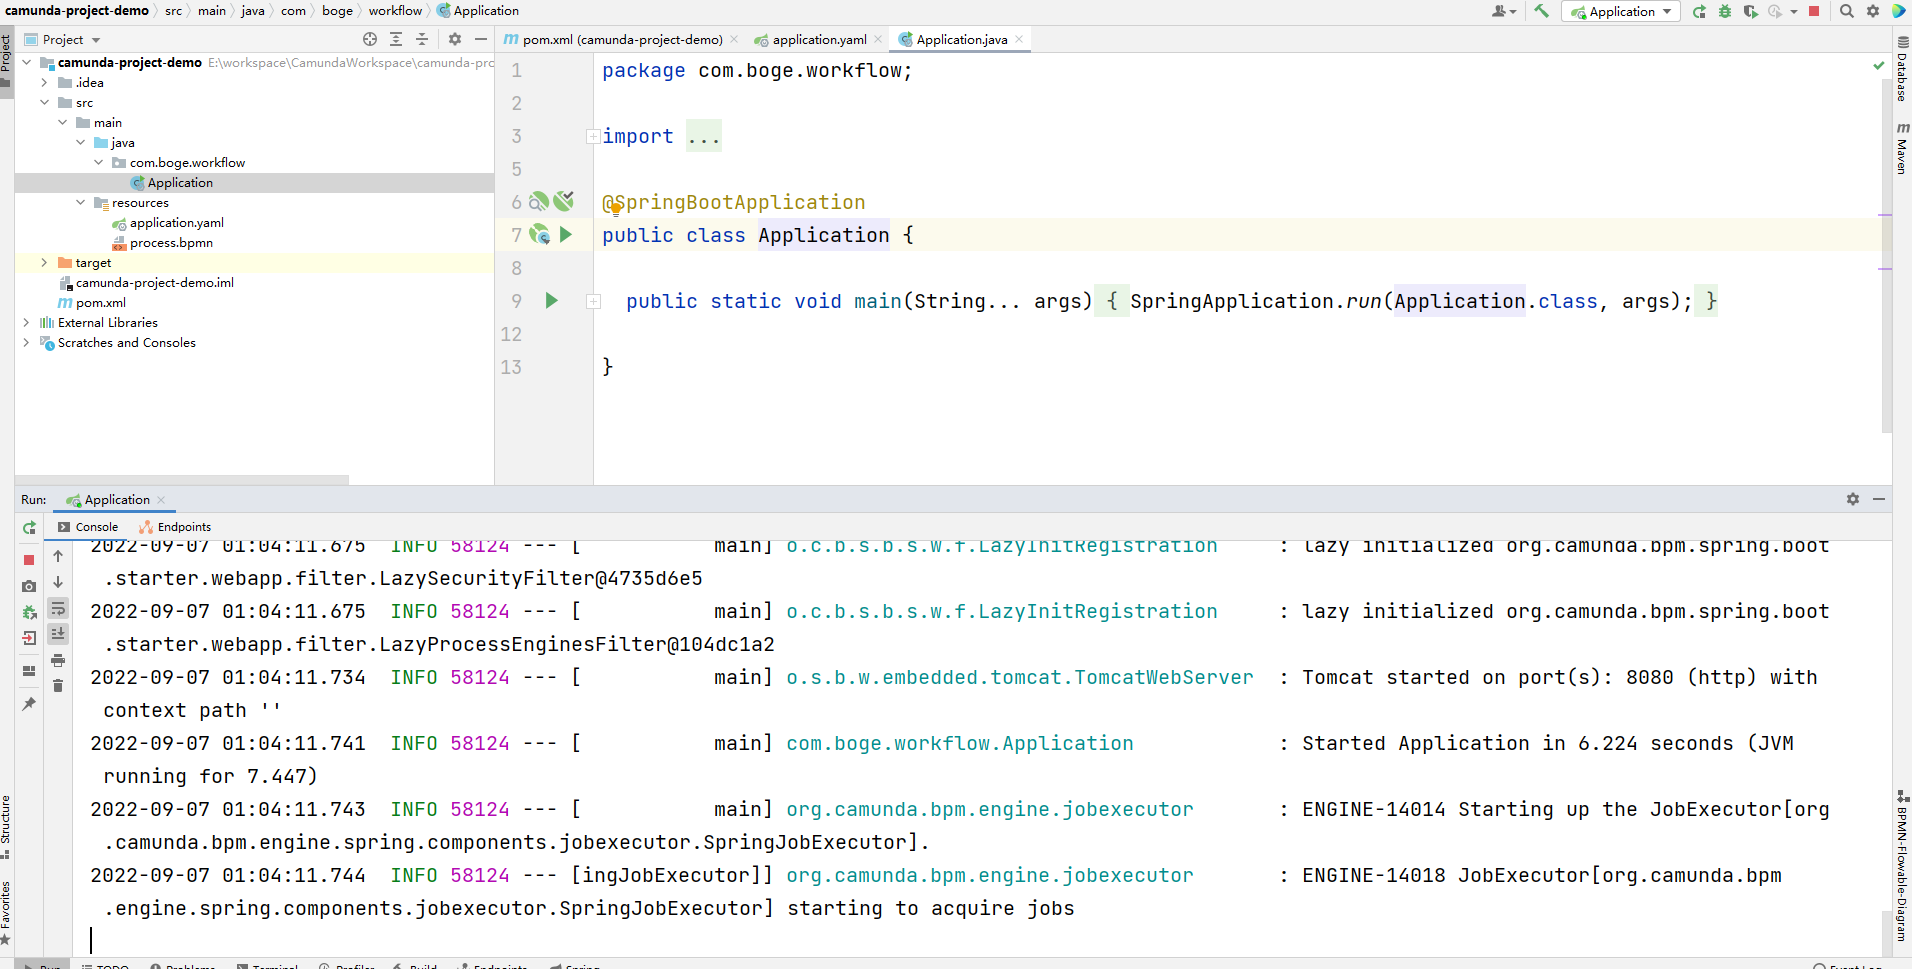 camunda-project-demo › src › main › java › com › boge › workflow › Application
Application
Project
pom.xml (camunda-project-demo)
application.yaml
Application.java
Project
camunda-project-demo E:\workspace\CamundaWorkspace\camunda-pro
.idea
src
main
java
com.boge.workflow
Application
resources
application.yaml
process.bpmn
target
camunda-project-demo.iml
pom.xml
External Libraries
Scratches and Consoles
1 package com.boge.workflow;
2
3 import ...
5
6 @SpringBootApplication
7 public class Application {
8
9 public static void main(String... args) { SpringApplication.run(Application.class, args); }
12
13 }
Database
Maven
Run: Application
Console Endpoints
2022-09-07 01:04:11.675 INFO 58124 --- [ main] o.c.b.s.b.s.w.f.LazyInitRegistration : lazy initialized org.camunda.bpm.spring.boot
.starter.webapp.filter.LazySecurityFilter@4735d6e5
2022-09-07 01:04:11.675 INFO 58124 --- [ main] o.c.b.s.b.s.w.f.LazyInitRegistration : lazy initialized org.camunda.bpm.spring.boot
.starter.webapp.filter.LazyProcessEnginesFilter@104dc1a2
2022-09-07 01:04:11.734 INFO 58124 --- [ main] o.s.b.w.embedded.tomcat.TomcatWebServer : Tomcat started on port(s): 8080 (http) with
context path ''
2022-09-07 01:04:11.741 INFO 58124 --- [ main] com.boge.workflow.Application : Started Application in 6.224 seconds (JVM
running for 7.447)
2022-09-07 01:04:11.743 INFO 58124 --- [ main] org.camunda.bpm.engine.jobexecutor : ENGINE-14014 Starting up the JobExecutor[org
.camunda.bpm.engine.spring.components.jobexecutor.SpringJobExecutor].
2022-09-07 01:04:11.744 INFO 58124 --- [ingJobExecutor]] org.camunda.bpm.engine.jobexecutor : ENGINE-14018 JobExecutor[org.camunda.bpm
.engine.spring.components.jobexecutor.SpringJobExecutor] starting to acquire jobs
Structure
Favorites
BPMN-Flowable-Diagram
Run TODO Problems Terminal Profiler Build Endpoints Spring Event Log